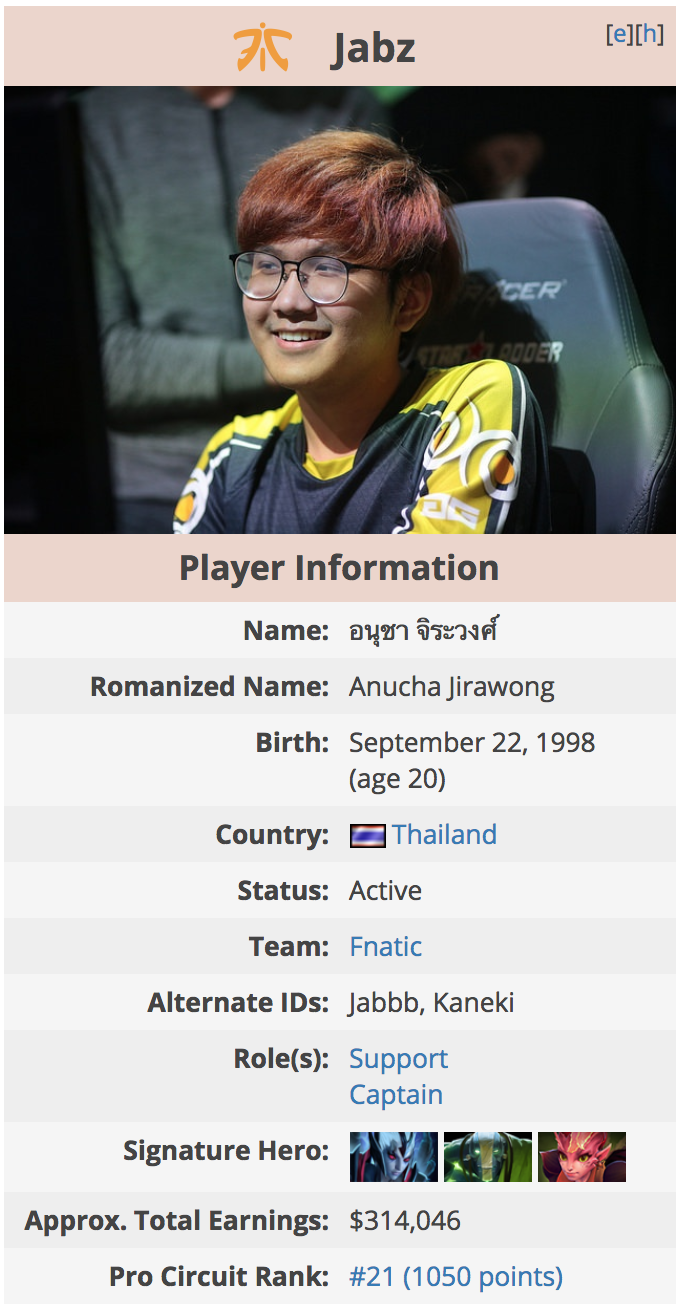 Jabz
[e][h]
RACER
STAR LADDER
Player Information
Name: อนุชา จิระวงศ์
Romanized Name: Anucha Jirawong
Birth: September 22, 1998
(age 20)
Country: Thailand
Status: Active
Team: Fnatic
Alternate IDs: Jabbb, Kaneki
Role(s): Support
Captain
Signature Hero:
Approx. Total Earnings: $314,046
Pro Circuit Rank: #21 (1050 points)